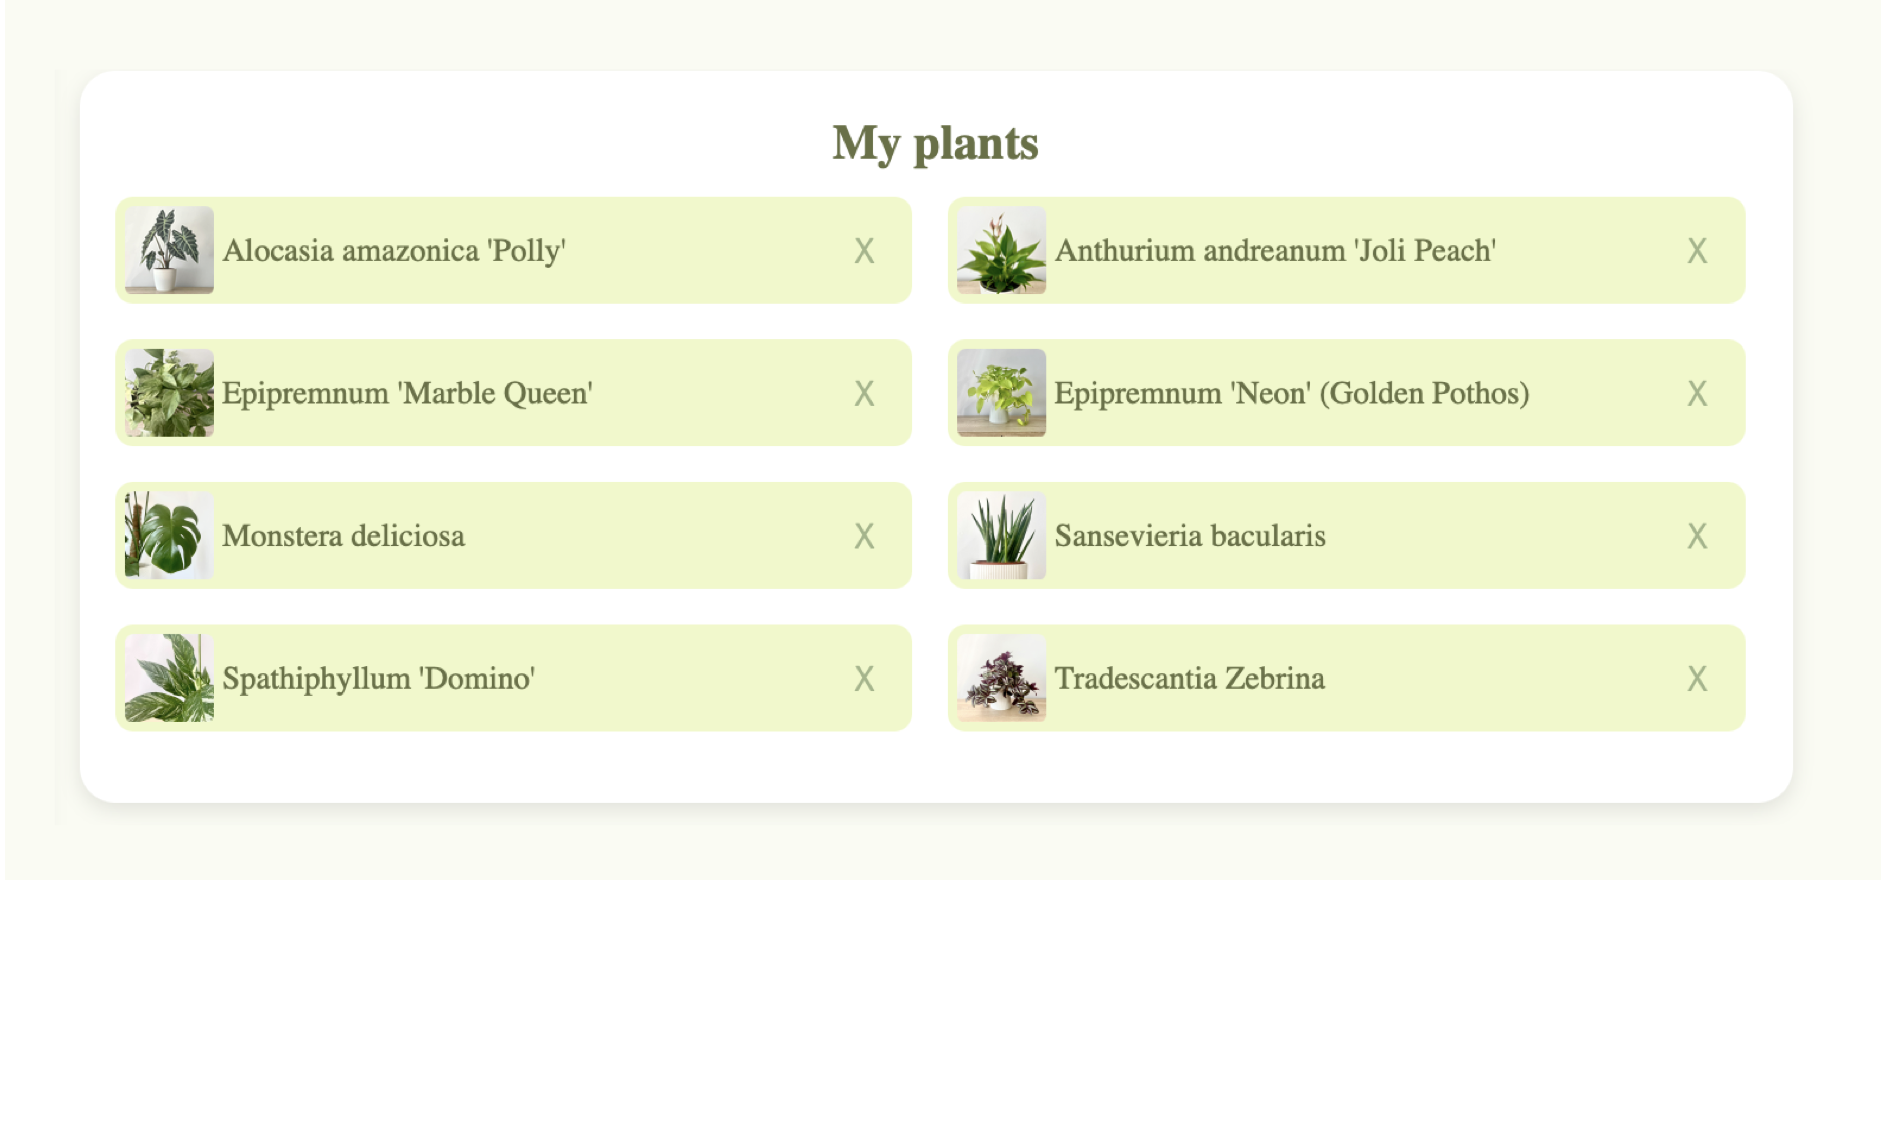 My plants
Alocasia amazonica 'Polly' X
Anthurium andreanum 'Joli Peach' X
Epipremnum 'Marble Queen' X
Epipremnum 'Neon' (Golden Pothos) X
Monstera deliciosa X
Sansevieria bacularis X
Spathiphyllum 'Domino' X
Tradescantia Zebrina X